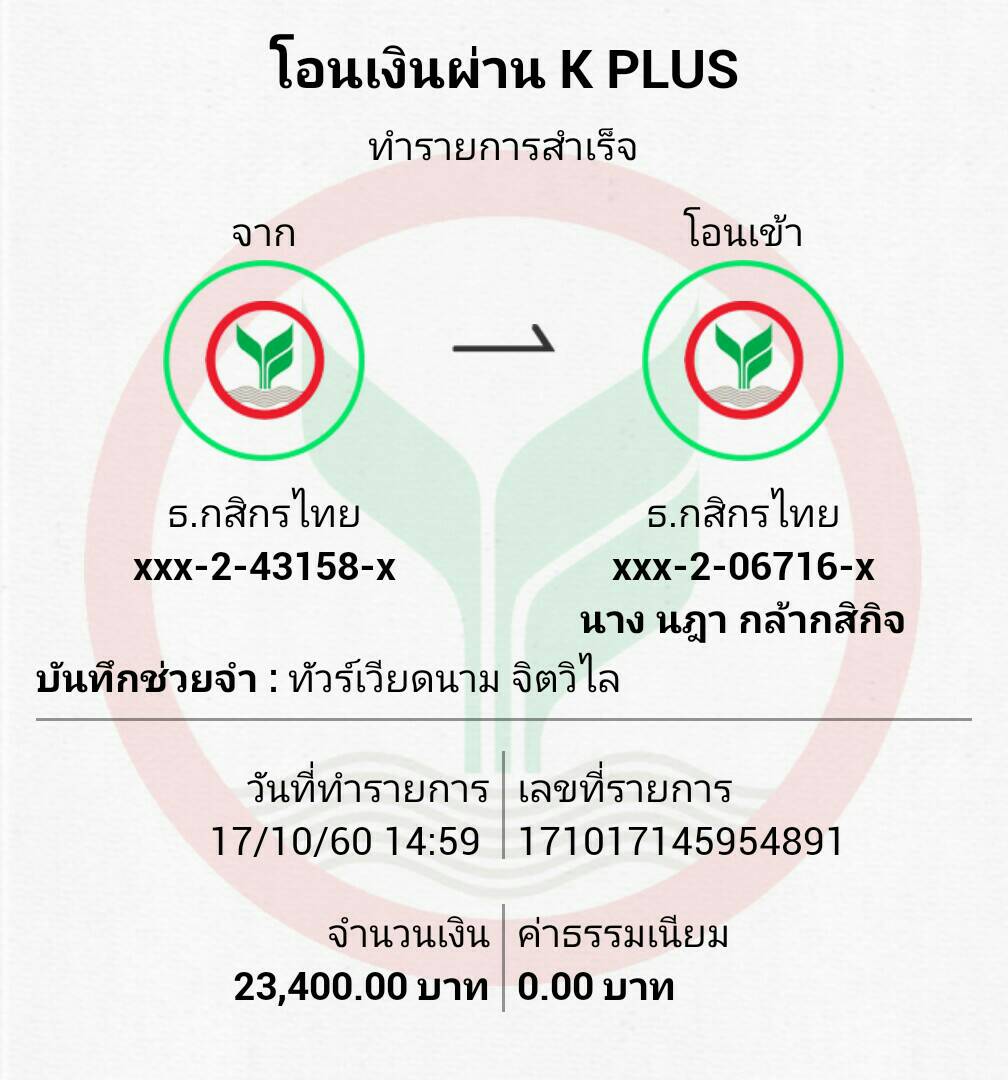 โอนเงินผ่าน K PLUS
ทำรายการสำเร็จ
จาก
โอนเข้า
ธ.กสิกรไทย
xxx-2-43158-x
ธ.กสิกรไทย
xxx-2-06716-x
นาง นฎา กล้ากสิกิจ
บันทึกช่วยจำ : ทัวร์เวียดนาม จิตวิไล
วันที่ทำรายการ
17/10/60 14:59
เลขที่รายการ
171017145954891
จำนวนเงิน
23,400.00 บาท
ค่าธรรมเนียม
0.00 บาท